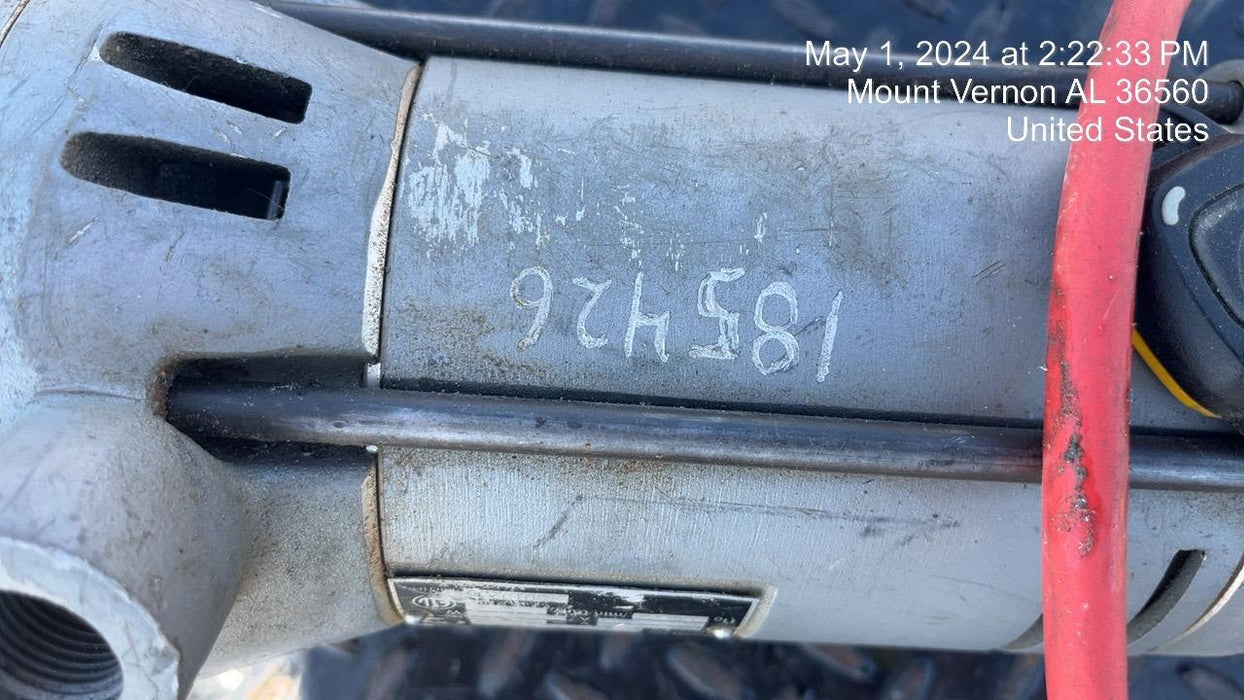 May 1, 2024 at 2:22:33 PM
Mount Vernon AL 36560
United States
185426